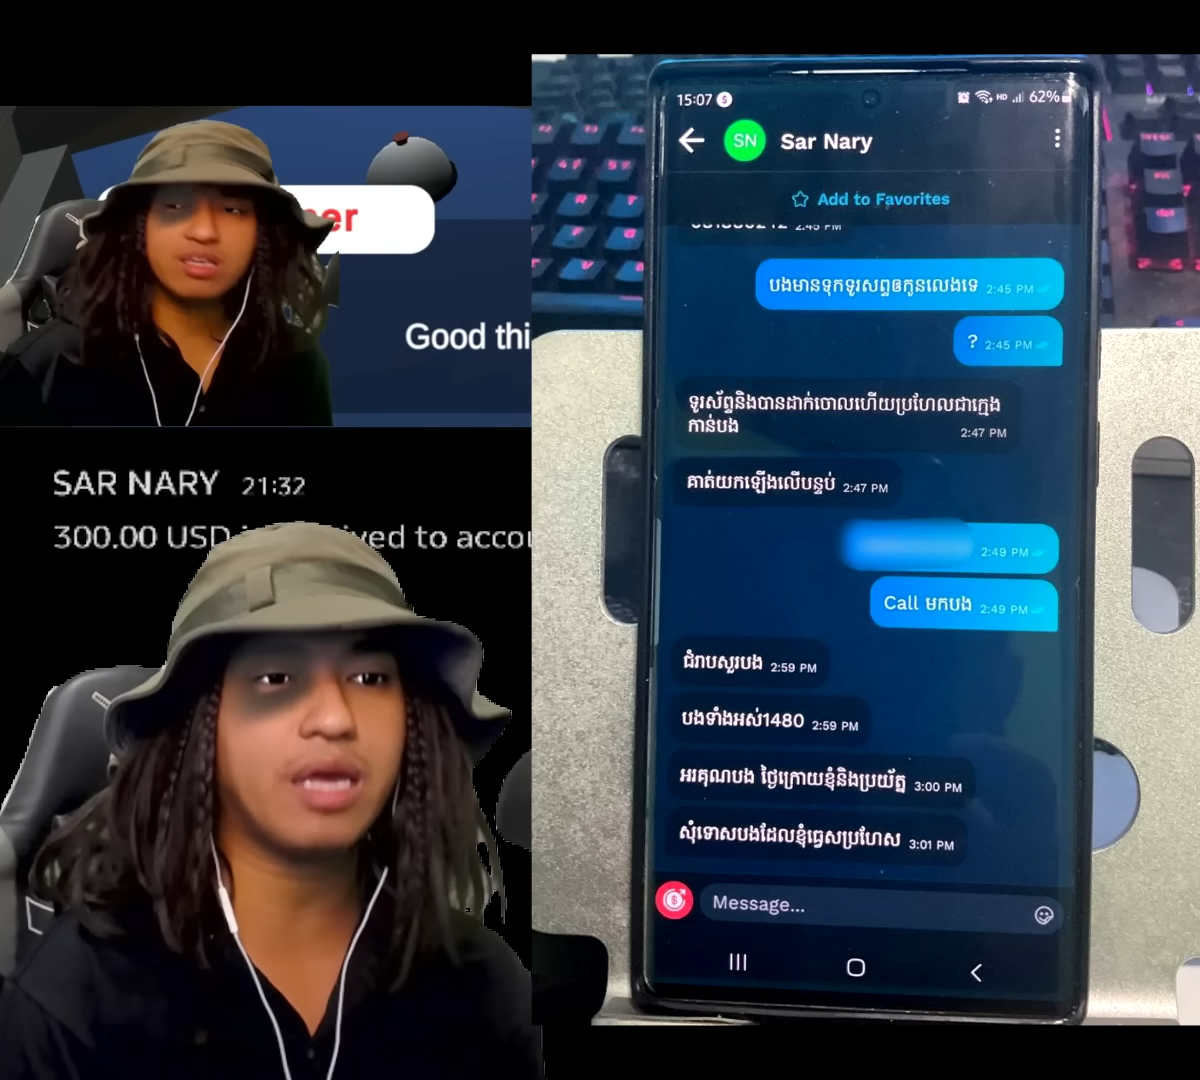 er
Good thi
SAR NARY 21:32
300.00 USD ved to accou
15:07 HD 62%
SN Sar Nary
Add to Favorites
2:45 PM
បងមានទុកទូរសព្ទឲកូនលេងទេ 2:45 PM
? 2:45 PM
ទូរស័ព្ទនិងបានដាក់ចោលហើយប្រហែលជាក្មេង
កាន់បង 2:47 PM
គាត់យកឡើងលើបន្ទប់ 2:47 PM
2:49 PM
Call មកបង 2:49 PM
ជំរាបសួរបង 2:59 PM
បងទាំងអស់1480 2:59 PM
អរគុណបង ថ្ងៃក្រោយខ្ញុំនិងប្រយ័ត្ន 3:00 PM
សុំទោសបងដែលខ្ញុំធ្វេសប្រហែស 3:01 PM
Message...